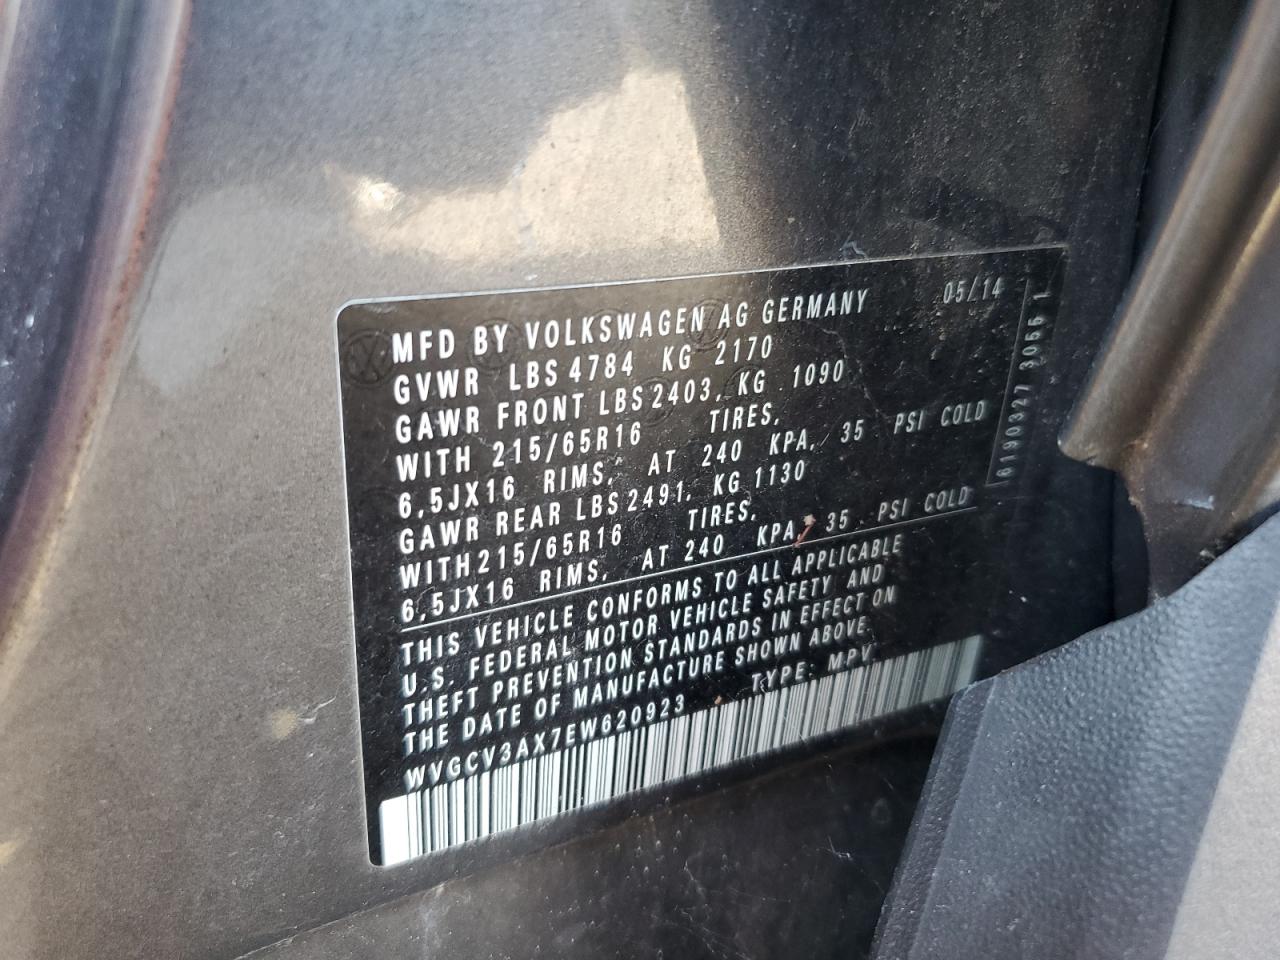 MFD BY VOLKSWAGEN AG GERMANY 05/14
GVWR LBS 4784 KG 2170
GAWR FRONT LBS 2403, KG 1090
WITH 215/65R16 TIRES,
6,5JX16 RIMS, AT 240 KPA, 35 PSI COLD
GAWR REAR LBS 2491, KG 1130
WITH 215/65R16 TIRES,
6,5JX16 RIMS, AT 240 KPA, 35 PSI COLD
THIS VEHICLE CONFORMS TO ALL APPLICABLE
U.S. FEDERAL MOTOR VEHICLE SAFETY AND
THEFT PREVENTION STANDARDS IN EFFECT ON
THE DATE OF MANUFACTURE SHOWN ABOVE.
WVGCV3AX7EW620923 TYPE: MPV
6190327 3066 1